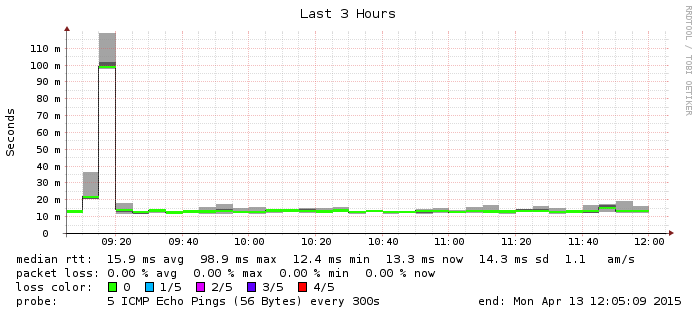 Last 3 Hours
RRDTOOL / TOBI OETIKER
Seconds
110 m
100 m
90 m
80 m
70 m
60 m
50 m
40 m
30 m
20 m
10 m
0
09:20 09:40 10:00 10:20 10:40 11:00 11:20 11:40 12:00
median rtt: 15.9 ms avg 98.9 ms max 12.4 ms min 13.3 ms now 14.3 ms sd 1.1 am/s
packet loss: 0.00 % avg 0.00 % max 0.00 % min 0.00 % now
loss color: 0 1/5 2/5 3/5 4/5
probe: 5 ICMP Echo Pings (56 Bytes) every 300s end: Mon Apr 13 12:05:09 2015